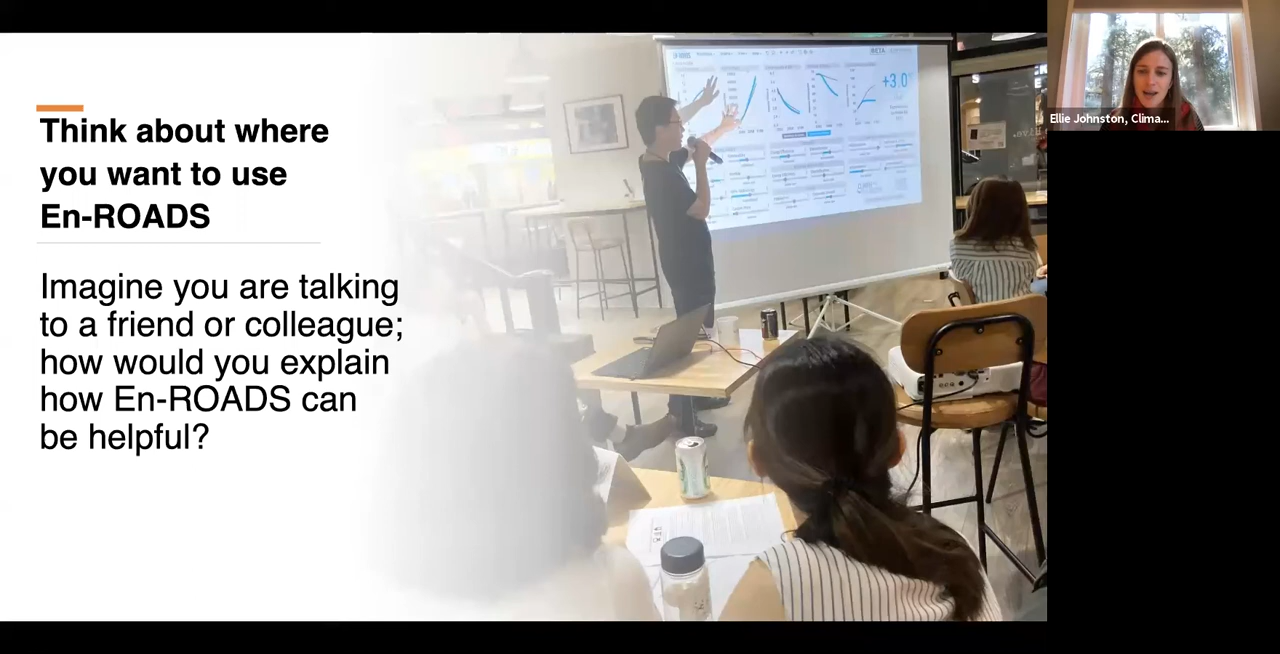 Think about where
you want to use
En-ROADS
Imagine you are talking
to a friend or colleague;
how would you explain
how En-ROADS can
be helpful?
+3.0
Ellie Johnston, Clima...